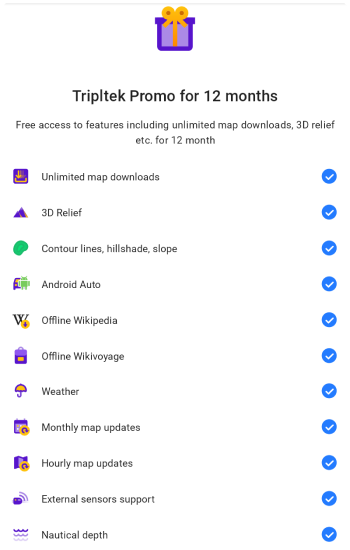 Tripltek Promo for 12 months
Free access to features including unlimited map downloads, 3D relief
etc. for 12 month
Unlimited map downloads
3D Relief
Contour lines, hillshade, slope
Android Auto
Offline Wikipedia
Offline Wikivoyage
Weather
Monthly map updates
Hourly map updates
External sensors support
Nautical depth